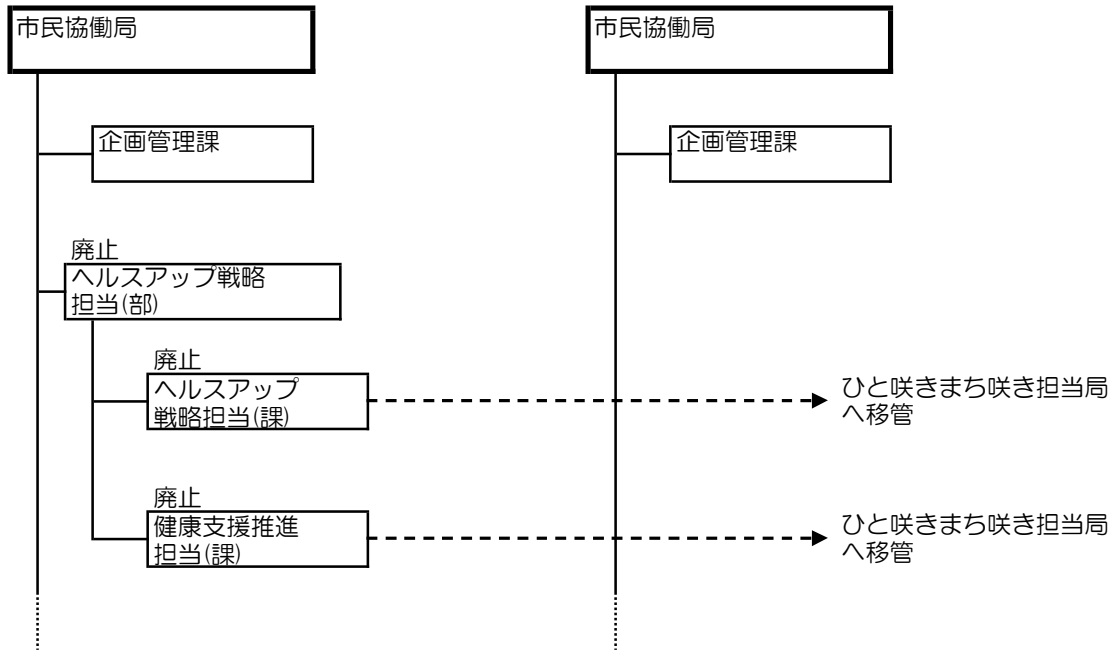 市民協働局
市民協働局
企画管理課
企画管理課
廃止
ヘルスアップ戦略
担当(部)
廃止
ヘルスアップ
戦略担当(課)
ひと咲きまち咲き担当局
へ移管
廃止
健康支援推進
担当(課)
ひと咲きまち咲き担当局
へ移管